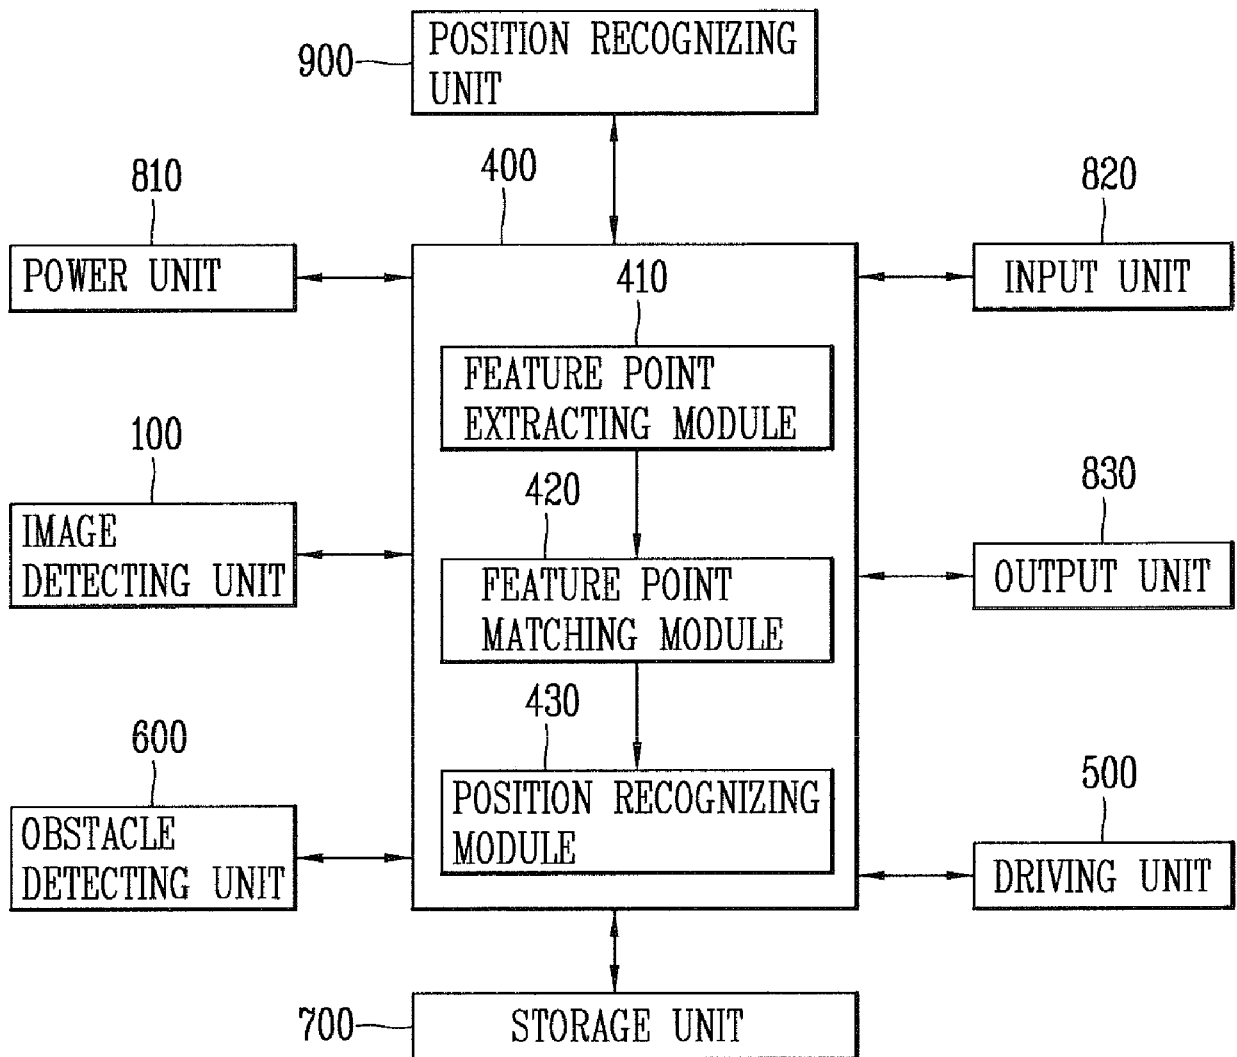 POSITION RECOGNIZING
UNIT
900
400
810
820
POWER UNIT
INPUT UNIT
410
FEATURE POINT
EXTRACTING MODULE
100
420
830
IMAGE
DETECTING UNIT
FEATURE POINT
MATCHING MODULE
OUTPUT UNIT
430
600
500
POSITION RECOGNIZING
MODULE
OBSTACLE
DETECTING UNIT
DRIVING UNIT
700
STORAGE UNIT